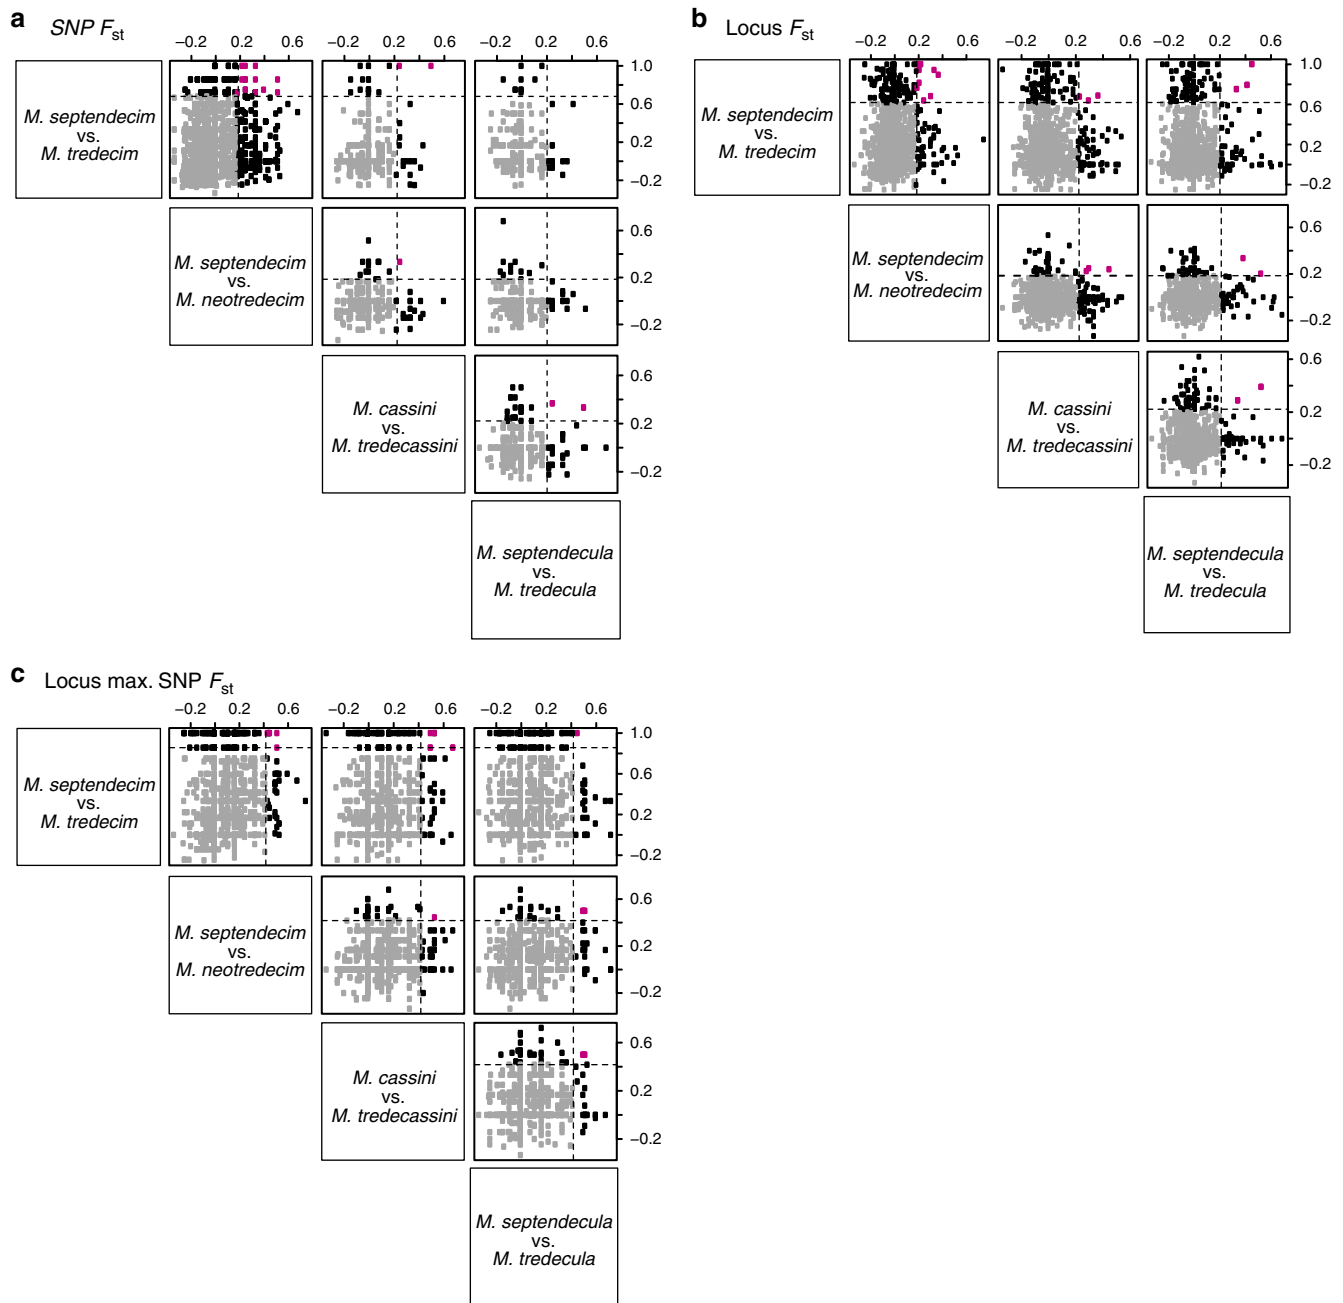 a SNP Fst
−0.2 0.2 0.6 −0.2 0.2 0.6 −0.2 0.2 0.6
M. septendecim
vs.
M. tredecim
1.0
0.6
0.2
−0.2
M. septendecim
vs.
M. neotredecim
0.6
0.2
−0.2
M. cassini
vs.
M. tredecassini
0.6
0.2
−0.2
M. septendecula
vs.
M. tredecula
b Locus Fst
−0.2 0.2 0.6 −0.2 0.2 0.6 −0.2 0.2 0.6
M. septendecim
vs.
M. tredecim
1.0
0.6
0.2
−0.2
M. septendecim
vs.
M. neotredecim
0.6
0.2
−0.2
M. cassini
vs.
M. tredecassini
0.6
0.2
−0.2
M. septendecula
vs.
M. tredecula
c Locus max. SNP Fst
−0.2 0.2 0.6 −0.2 0.2 0.6 −0.2 0.2 0.6
M. septendecim
vs.
M. tredecim
1.0
0.6
0.2
−0.2
M. septendecim
vs.
M. neotredecim
0.6
0.2
−0.2
M. cassini
vs.
M. tredecassini
0.6
0.2
−0.2
M. septendecula
vs.
M. tredecula